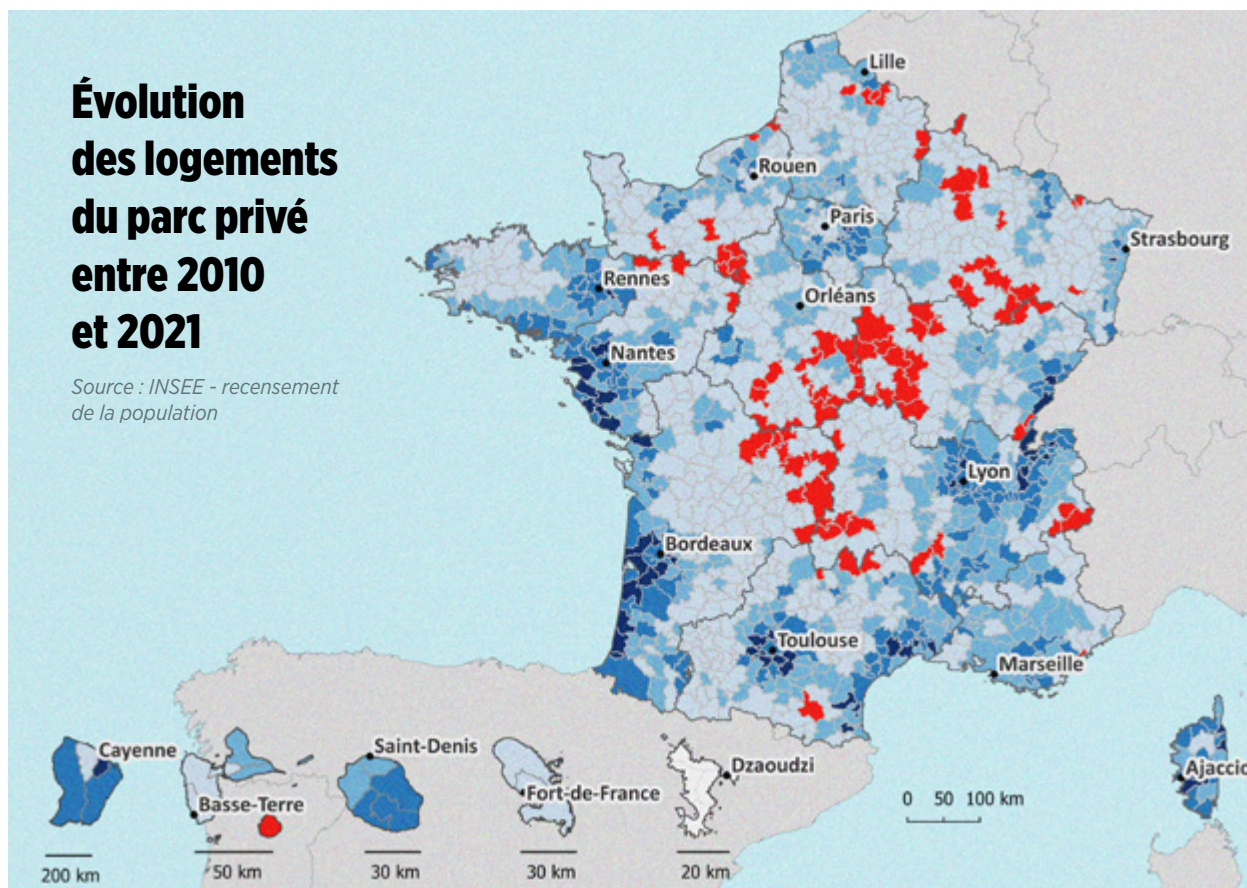 Évolution
des logements
du parc privé
entre 2010
et 2021
Source : INSEE - recensement
de la population
Lille
Rouen
Paris
Strasbourg
Rennes
Orléans
Nantes
Lyon
Bordeaux
Toulouse
Marseille
Cayenne
Saint-Denis
Dzaoudzi
Ajaccio
Fort-de-France
Basse-Terre
0 50 100 km
200 km
50 km
30 km
30 km
20 km